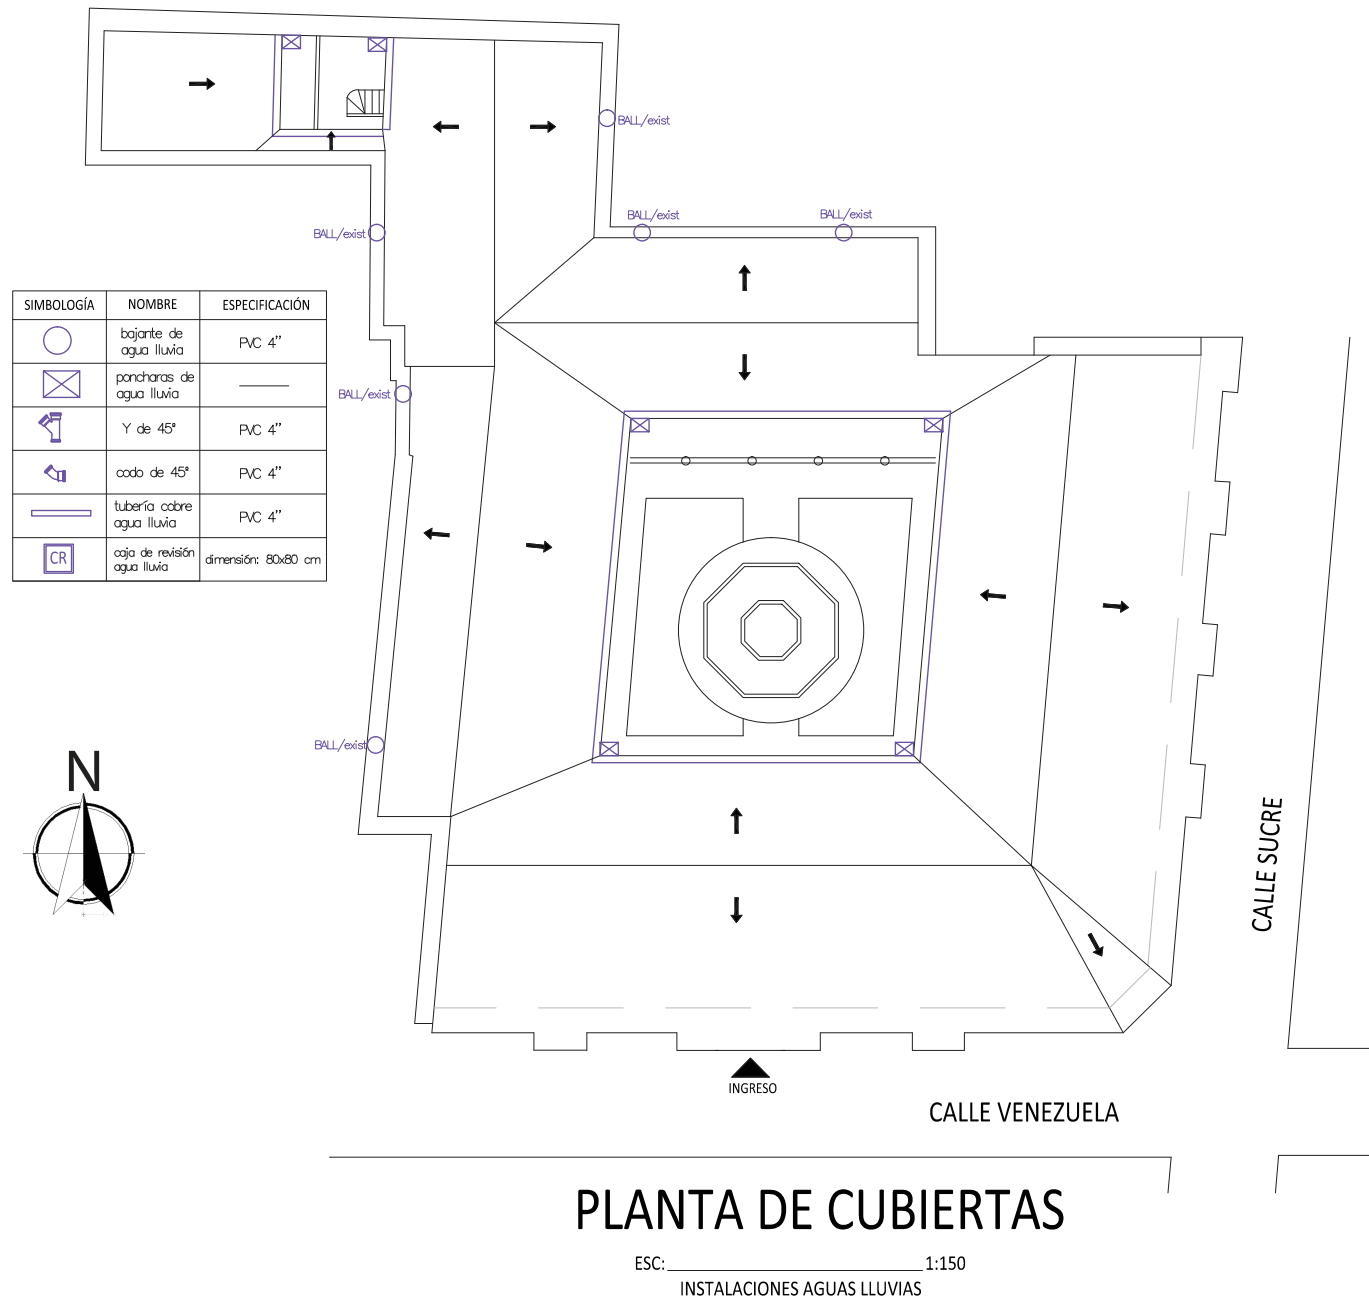 BALL/exist
BALL/exist
BALL/exist
BALL/exist
SIMBOLOGÍA NOMBRE ESPECIFICACIÓN
bajante de
agua lluvia
PVC 4’’
poncharas de
agua lluvia
Y de 45º PVC 4’’
codo de 45º PVC 4’’
tubería cobre
agua lluvia
PVC 4’’
CR
caja de revisión
agua lluvia
dimensión: 80x80 cm
BALL/exist
BALL/exist
N
CALLE SUCRE
INGRESO
CALLE VENEZUELA
PLANTA DE CUBIERTAS
ESC: 1:150
INSTALACIONES AGUAS LLUVIAS